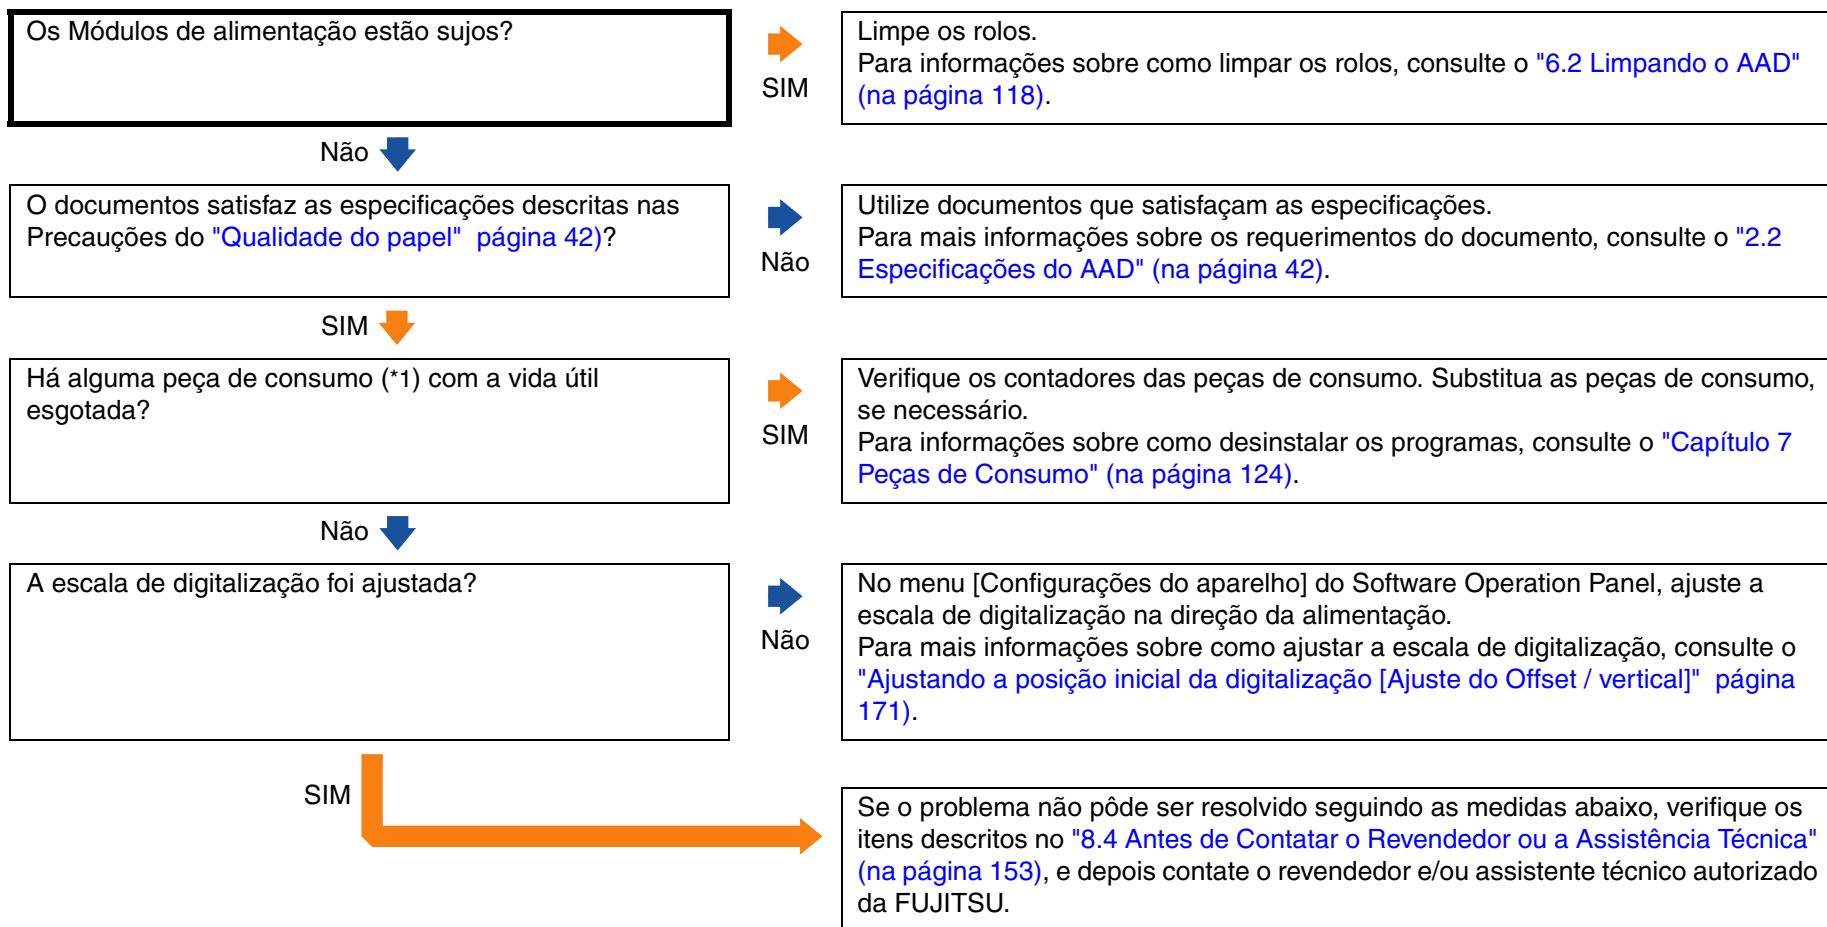 Os Módulos de alimentação estão sujos?
SIM
Limpe os rolos.
Para informações sobre como limpar os rolos, consulte o "6.2 Limpando o AAD"
(na página 118).
Não
O documentos satisfaz as especificações descritas nas
Precauções do "Qualidade do papel"  página 42)?
Não
Utilize documentos que satisfaçam as especificações.
Para mais informações sobre os requerimentos do documento, consulte o "2.2
Especificações do AAD" (na página 42).
SIM
Há alguma peça de consumo (*1) com a vida útil
esgotada?
SIM
Verifique os contadores das peças de consumo. Substitua as peças de consumo,
se necessário.
Para informações sobre como desinstalar os programas, consulte o "Capítulo 7
Peças de Consumo" (na página 124).
Não
A escala de digitalização foi ajustada?
Não
No menu [Configurações do aparelho] do Software Operation Panel, ajuste a
escala de digitalização na direção da alimentação.
Para mais informações sobre como ajustar a escala de digitalização, consulte o
"Ajustando a posição inicial da digitalização [Ajuste do Offset / vertical]"  página
171).
SIM
Se o problema não pôde ser resolvido seguindo as medidas abaixo, verifique os
itens descritos no "8.4 Antes de Contatar o Revendedor ou a Assistência Técnica"
(na página 153), e depois contate o revendedor e/ou assistente técnico autorizado
da FUJITSU.